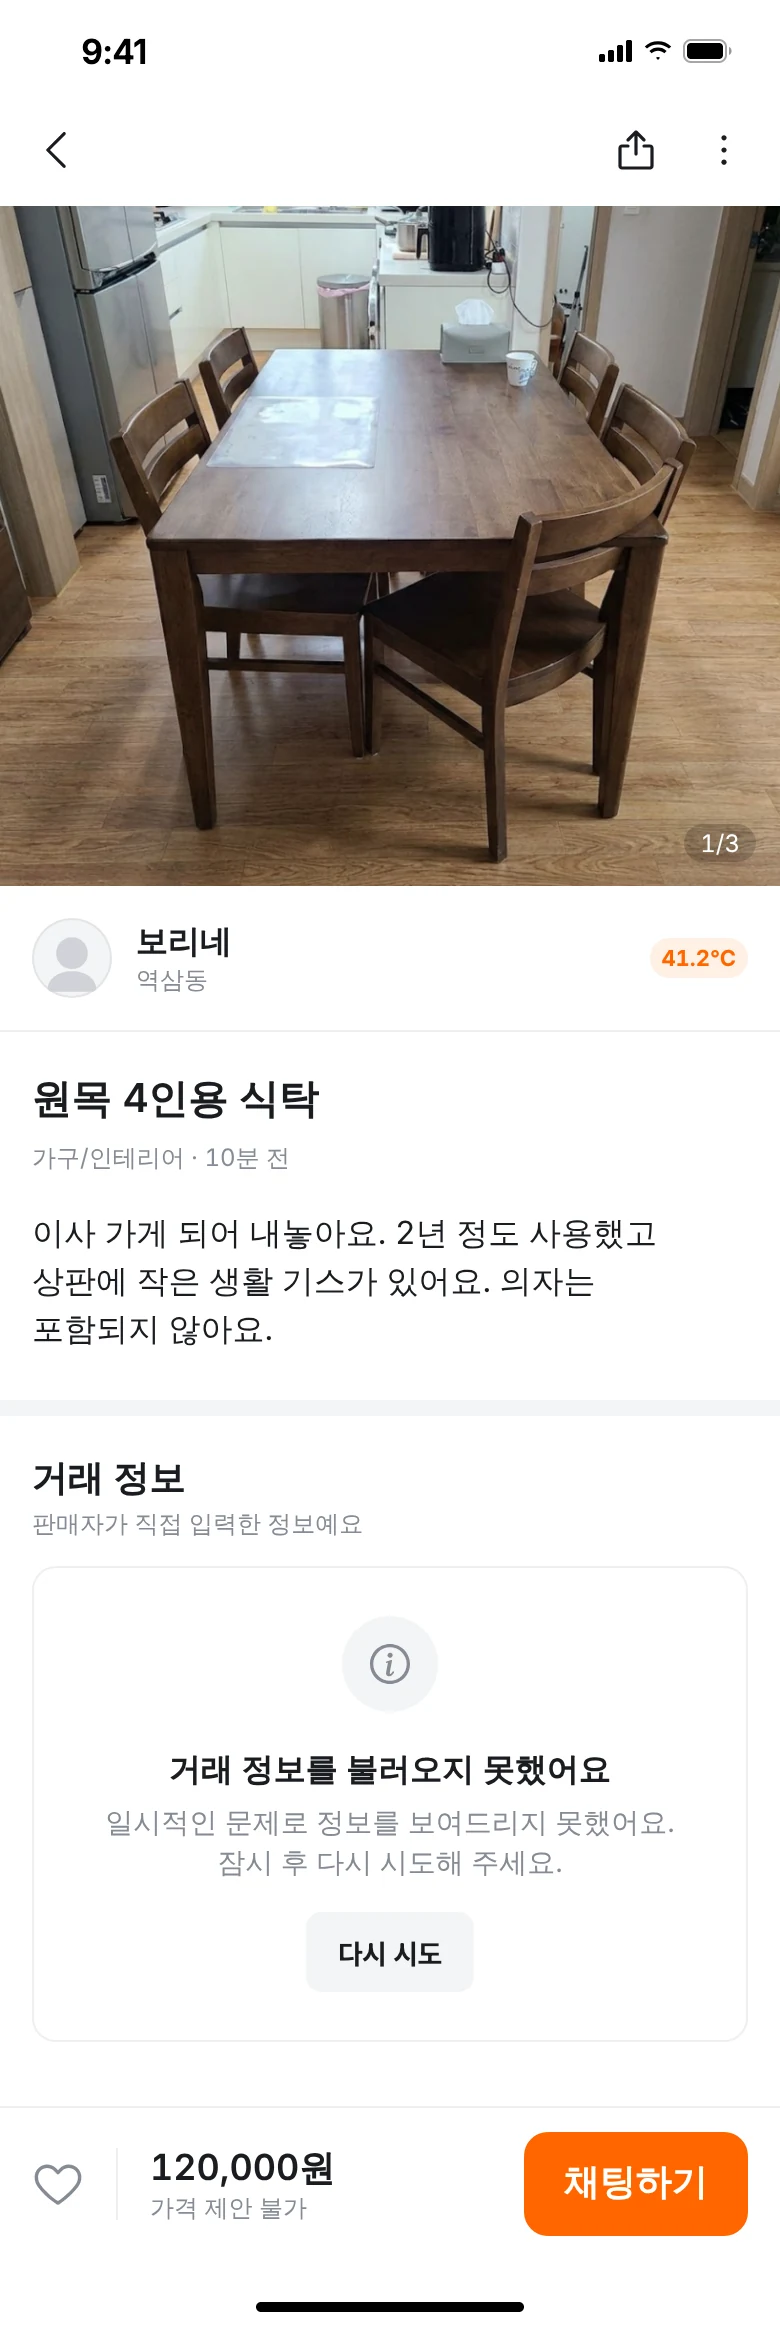 9:41
1/3
보리네
역삼동
41.2°C
원목 4인용 식탁
가구/인테리어 · 10분 전
이사 가게 되어 내놓아요. 2년 정도 사용했고
상판에 작은 생활 기스가 있어요. 의자는
포함되지 않아요.
거래 정보
판매자가 직접 입력한 정보예요
거래 정보를 불러오지 못했어요
일시적인 문제로 정보를 보여드리지 못했어요.
잠시 후 다시 시도해 주세요.
다시 시도
120,000원
가격 제안 불가
채팅하기